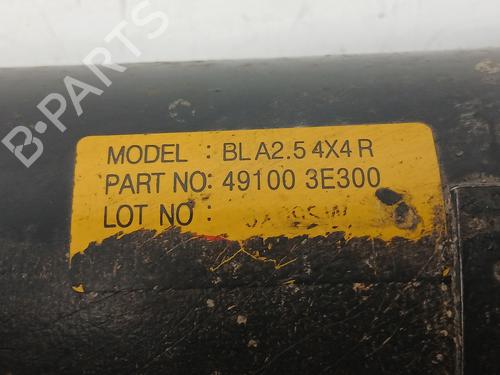 MODEL : BL A2.5 4X4 R
PART NO: 49100 3E300
LOT NO :
B-PARTS